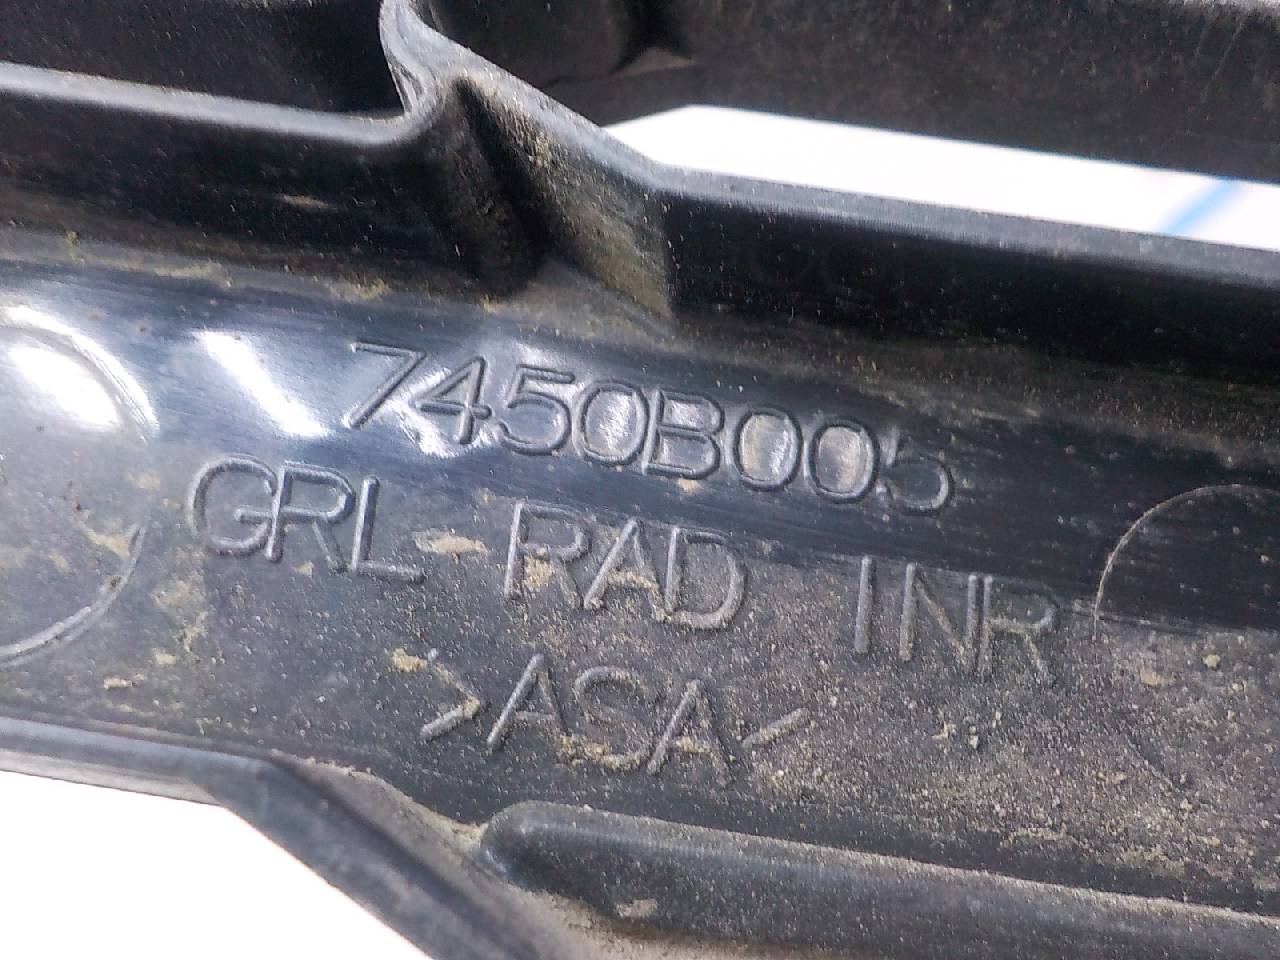 7450B005
GRL RAD INR
>ASA<